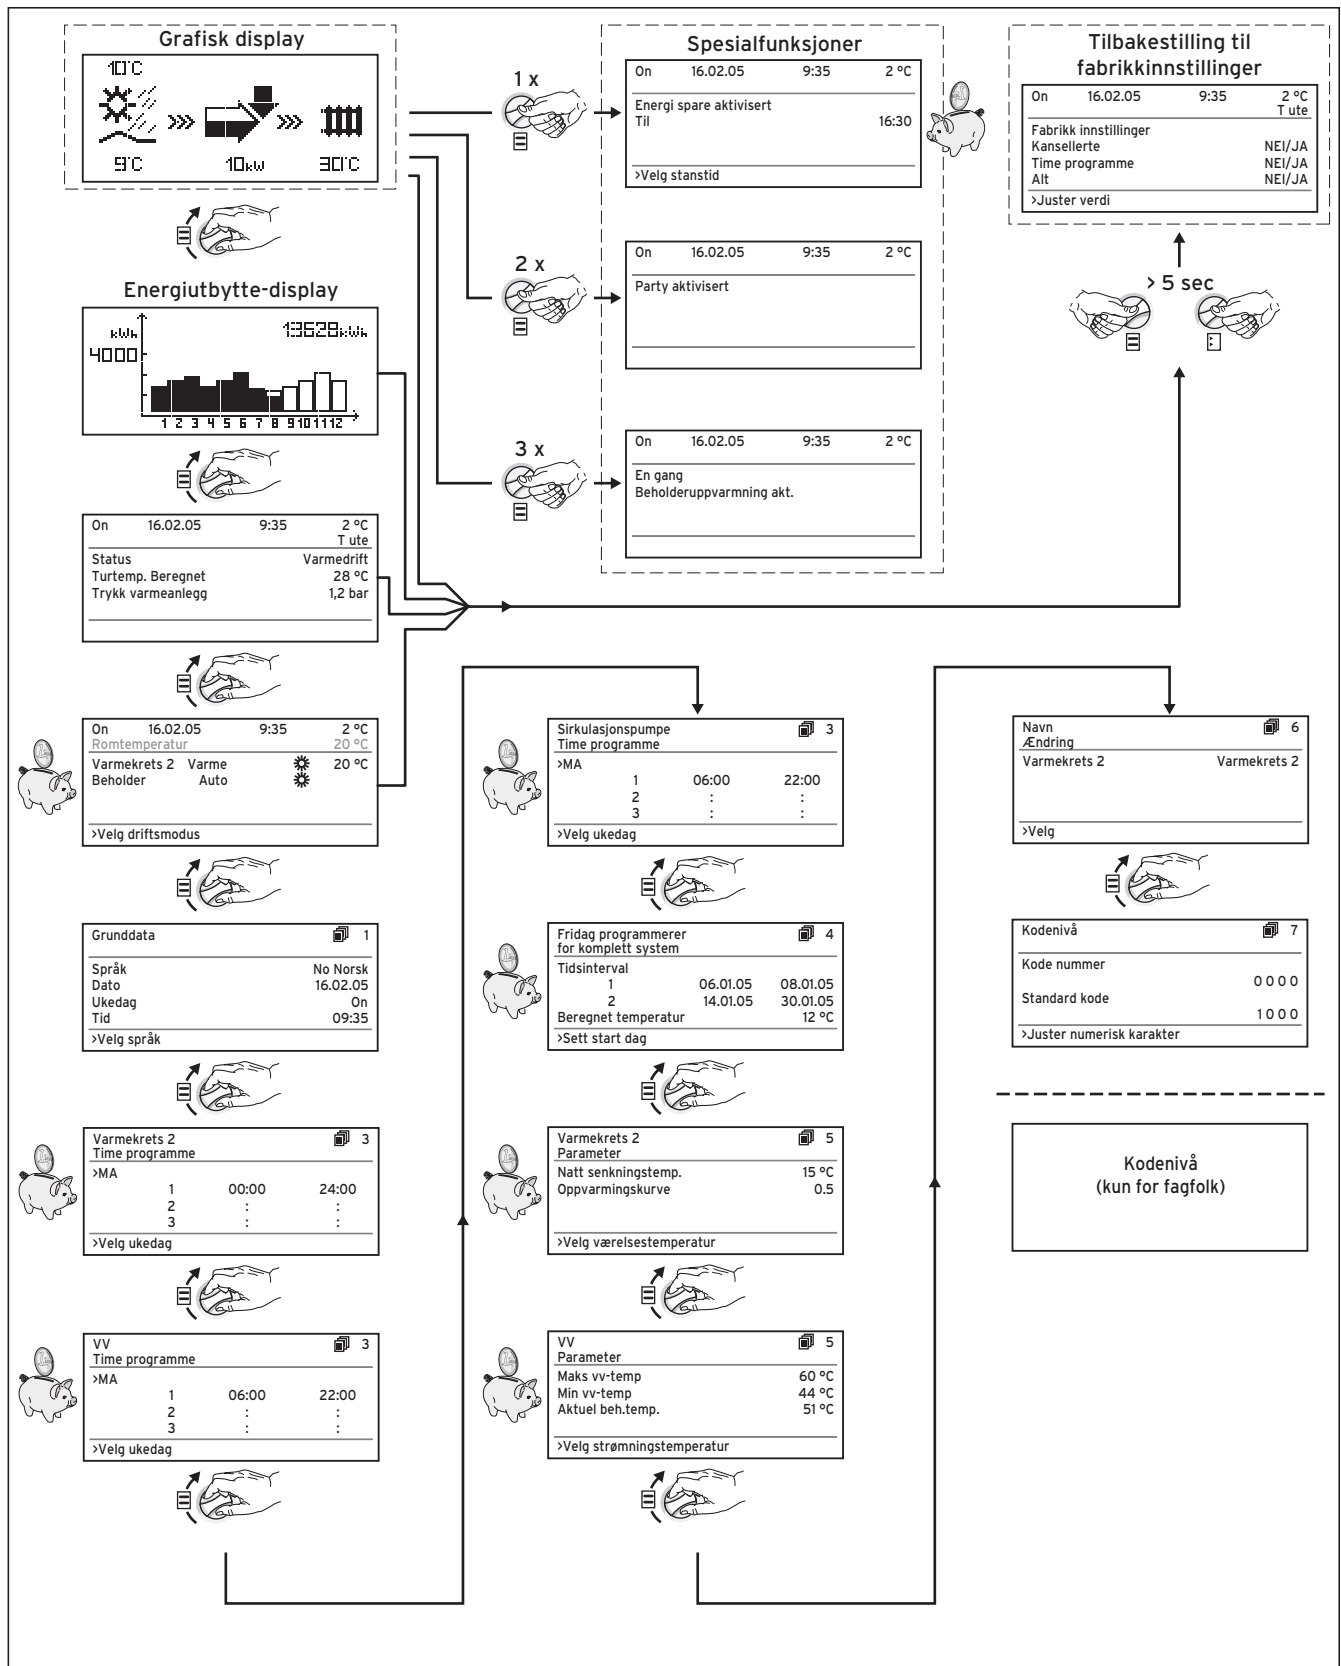 Grafisk display
10°C
9°C 10kW 30°C
Energiutbytte-display
kWh 13628kWh
4000
1 2 3 4 5 6 7 8 9 10 11 12
On 16.02.05 9:35 2 °C
T ute
Status Varmedrift
Turtemp. Beregnet 28 °C
Trykk varmeanlegg 1,2 bar
On 16.02.05 9:35 2 °C
Romtemperatur 20 °C
Varmekrets 2 Varme 20 °C
Beholder Auto
>Velg driftsmodus
Grunddata 1
Språk No Norsk
Dato 16.02.05
Ukedag On
Tid 09:35
>Velg språk
Varmekrets 2 3
Time programme
>MA
1 00:00 24:00
2 : :
3 : :
>Velg ukedag
VV 3
Time programme
>MA
1 06:00 22:00
2 : :
3 : :
>Velg ukedag
Spesialfunksjoner
1 x
On 16.02.05 9:35 2 °C
Energi spare aktivisert
Til 16:30
>Velg stanstid
2 x
On 16.02.05 9:35 2 °C
Party aktivisert
3 x
On 16.02.05 9:35 2 °C
En gang
Beholderuppvarmning akt.
Tilbakestilling til
fabrikkinnstillinger
On 16.02.05 9:35 2 °C
T ute
Fabrikk innstillinger
Kansellerte NEI/JA
Time programme NEI/JA
Alt NEI/JA
>Juster verdi
> 5 sec
Sirkulasjonspumpe 3
Time programme
>MA
1 06:00 22:00
2 : :
3 : :
>Velg ukedag
Fridag programmerer 4
for komplett system
Tidsinterval
1 06.01.05 08.01.05
2 14.01.05 30.01.05
Beregnet temperatur 12 °C
>Sett start dag
Varmekrets 2 5
Parameter
Natt senkningstemp. 15 °C
Oppvarmingskurve 0.5
>Velg værelsestemperatur
VV 5
Parameter
Maks vv-temp 60 °C
Min vv-temp 44 °C
Aktuel beh.temp. 51 °C
>Velg strømningstemperatur
Navn 6
Ændring
Varmekrets 2 Varmekrets 2
>Velg
Kodenivå 7
Kode nummer
0 0 0 0
Standard kode
1 0 0 0
>Juster numerisk karakter
Kodenivå
(kun for fagfolk)